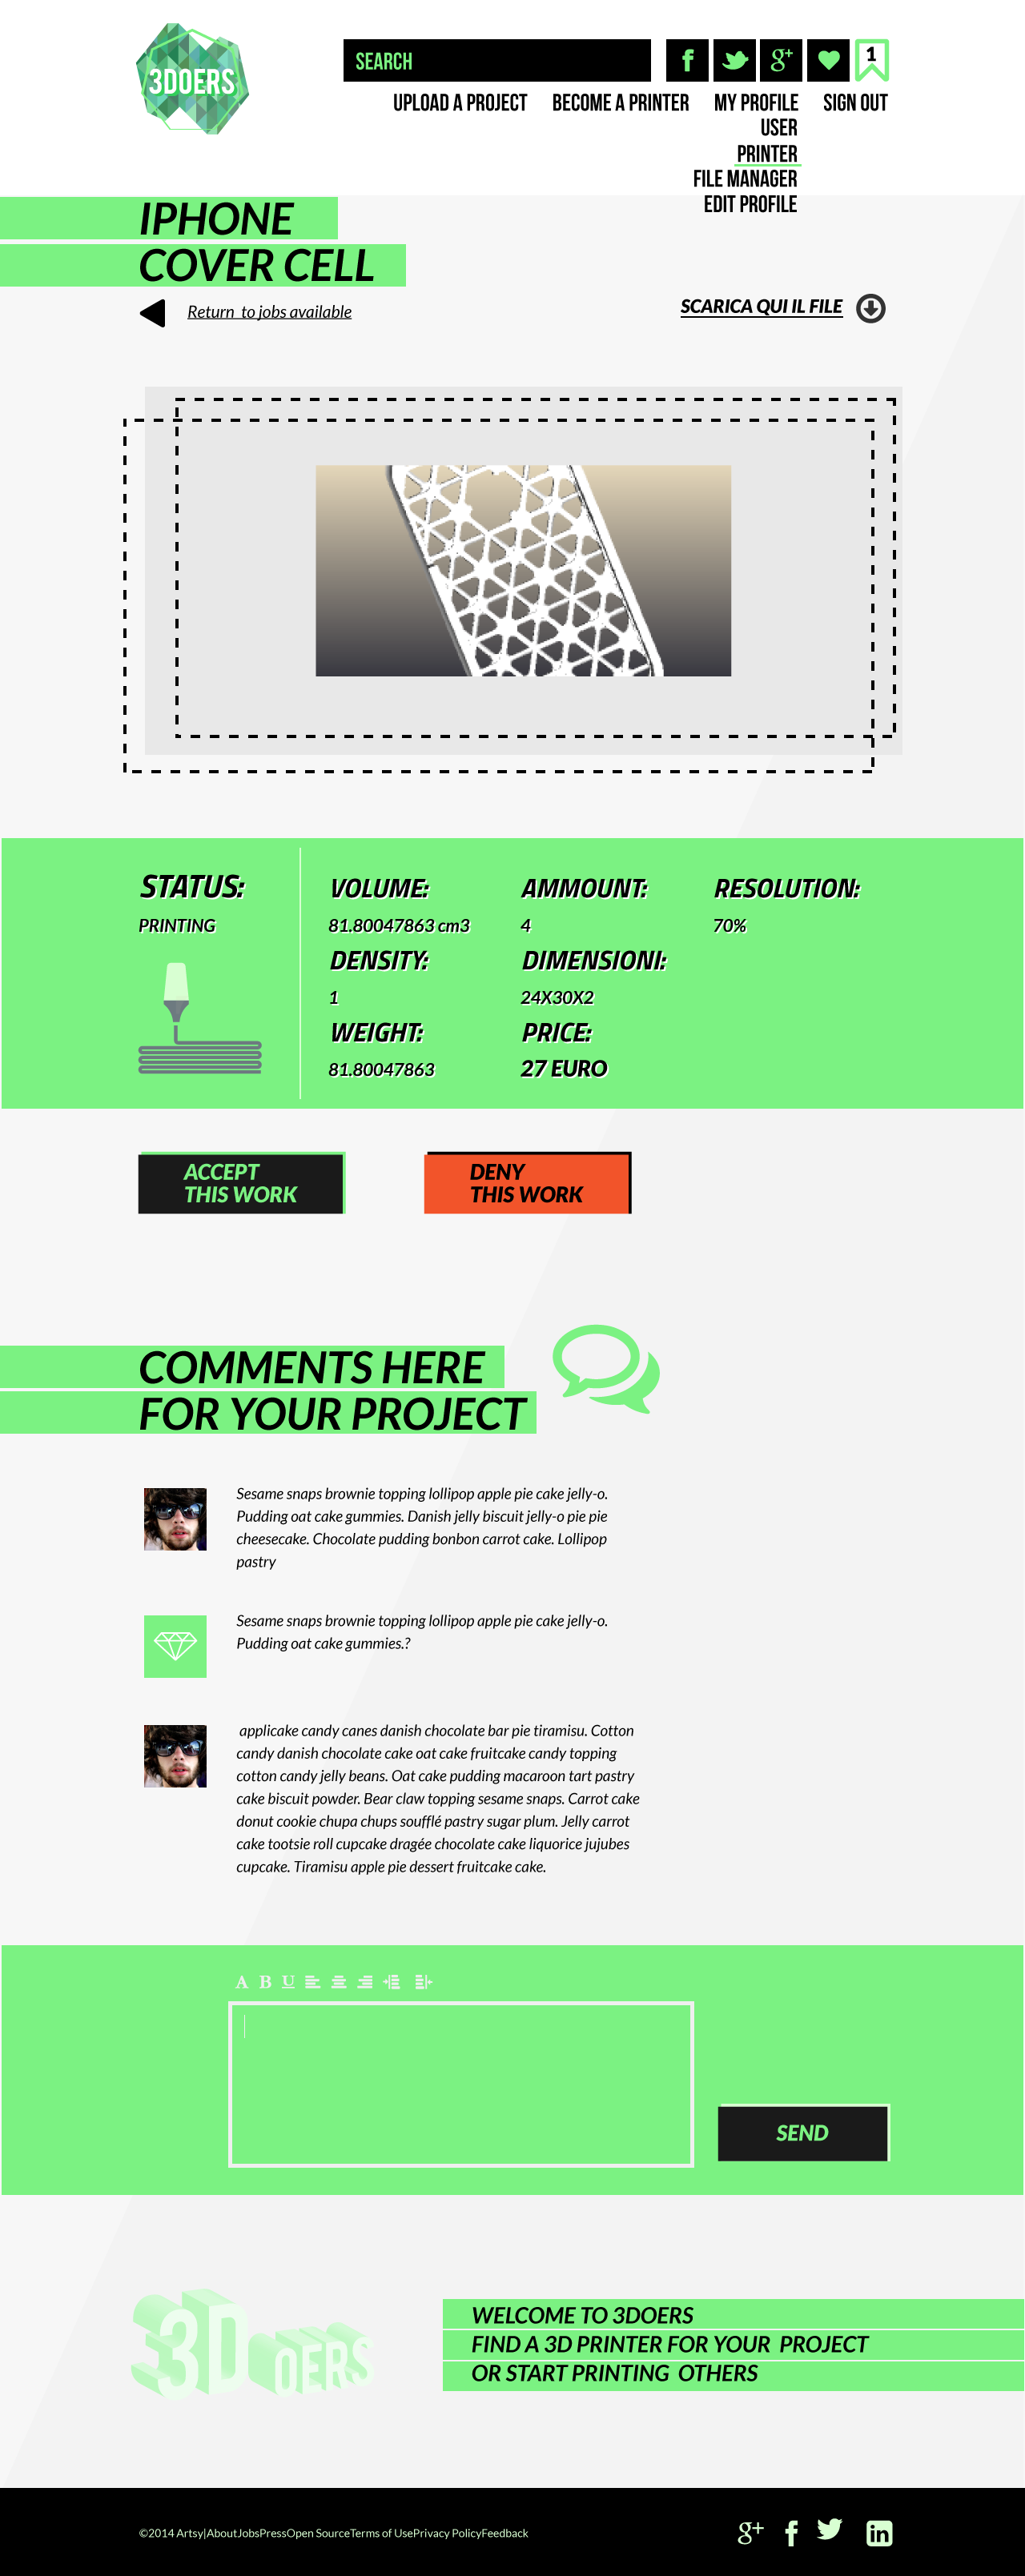 3DOERS
SEARCH
f g+ 1
UPLOAD A PROJECT BECOME A PRINTER MY PROFILE SIGN OUT
USER
PRINTER
FILE MANAGER
EDIT PROFILE
IPHONE
COVER CELL
Return to jobs available
SCARICA QUI IL FILE
STATUS:
PRINTING
VOLUME: AMMOUNT: RESOLUTION:
81.80047863 cm3 4 70%
DENSITY: DIMENSIONI:
1 24X30X2
WEIGHT: PRICE:
81.80047863 27 EURO
ACCEPT
THIS WORK
DENY
THIS WORK
COMMENTS HERE
FOR YOUR PROJECT
Sesame snaps brownie topping lollipop apple pie cake jelly-o.
Pudding oat cake gummies. Danish jelly biscuit jelly-o pie pie
cheesecake. Chocolate pudding bonbon carrot cake. Lollipop
pastry
Sesame snaps brownie topping lollipop apple pie cake jelly-o.
Pudding oat cake gummies.?
applicake candy canes danish chocolate bar pie tiramisu. Cotton
candy danish chocolate cake oat cake fruitcake candy topping
cotton candy jelly beans. Oat cake pudding macaroon tart pastry
cake biscuit powder. Bear claw topping sesame snaps. Carrot cake
donut cookie chupa chups soufflé pastry sugar plum. Jelly carrot
cake tootsie roll cupcake dragée chocolate cake liquorice jujubes
cupcake. Tiramisu apple pie dessert fruitcake cake.
A B U
SEND
3D OERS
WELCOME TO 3DOERS
FIND A 3D PRINTER FOR YOUR PROJECT
OR START PRINTING OTHERS
©2014 Artsy|AboutJobsPressOpen SourceTerms of UsePrivacy PolicyFeedback
g+ f in